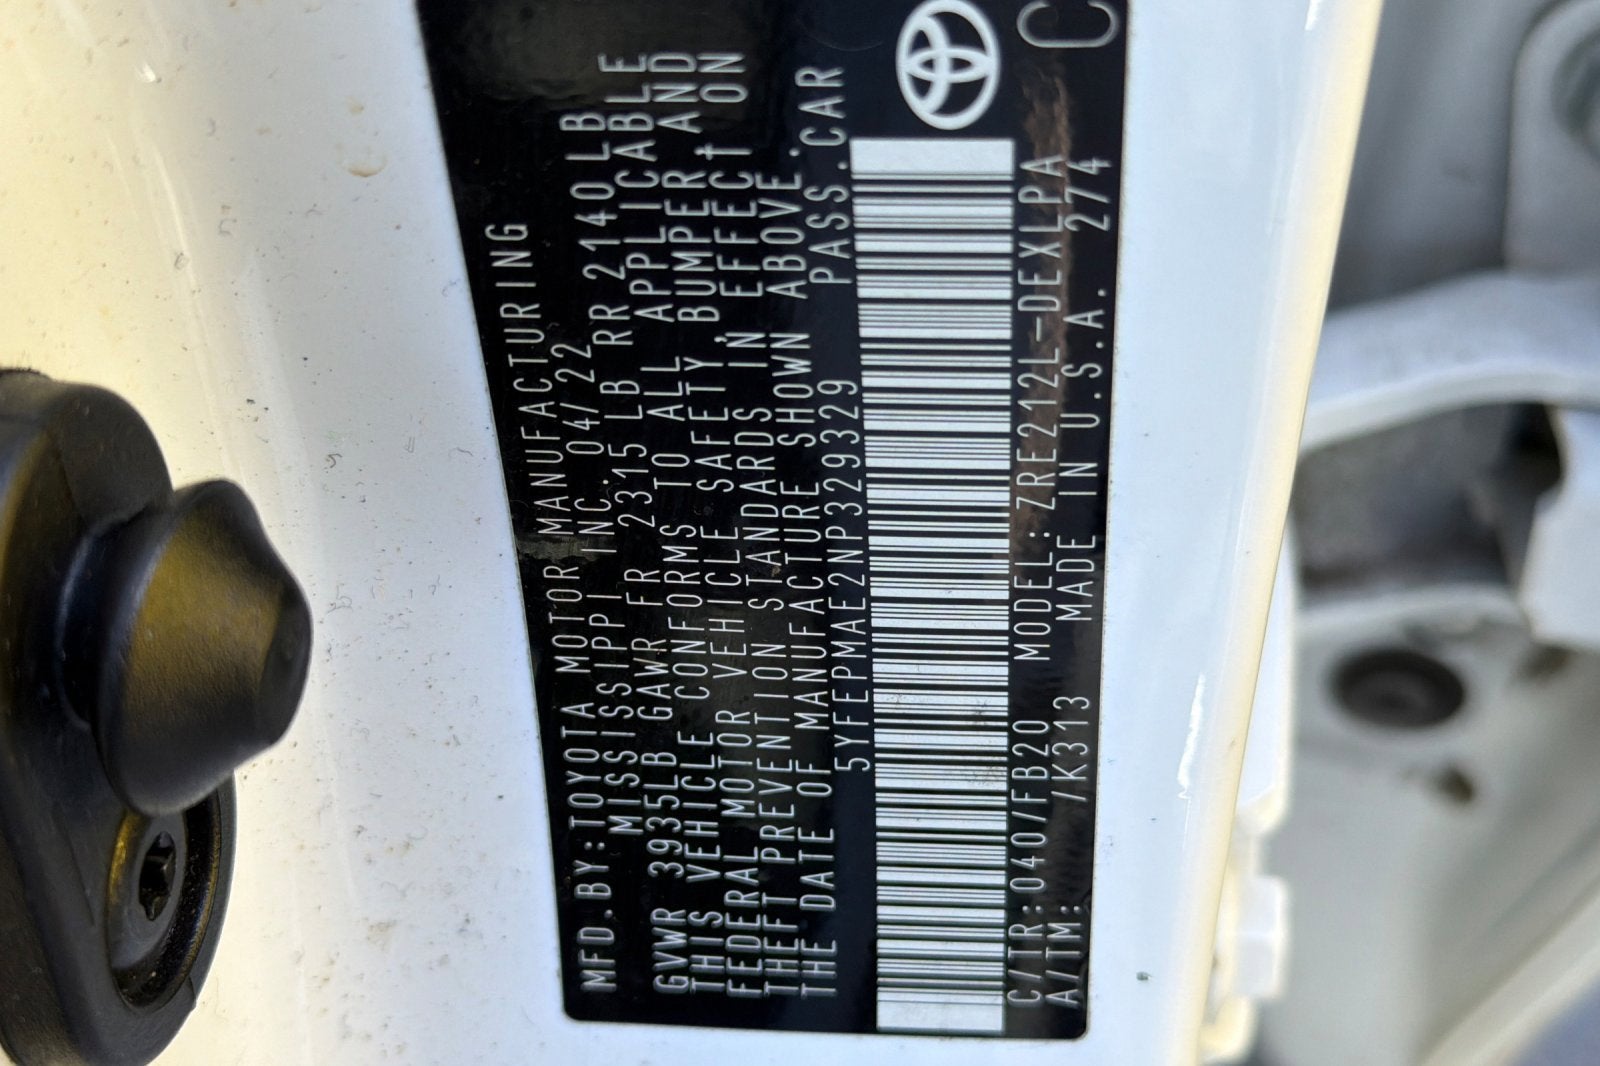 MFD.BY:TOYOTA MOTOR MANUFACTURING
MISSISSIPPI INC. 04/22
GVWR 3935LB GAWR FR 2315 LB RR 2140 LB
THIS VEHICLE CONFORMS TO ALL APPLICABLE
FEDERAL MOTOR VEHICLE SAFETY, BUMPER AND
THEFT PREVENTION STANDARDS IN EFFECT ON
THE DATE OF MANUFACTURE SHOWN ABOVE.
5YFEPMAE2NP329329 PASS.CAR
C/TR:040/FB20 MODEL:ZRE212L-DEXLPA
A/TM: /K313 MADE IN U.S.A. 274 C